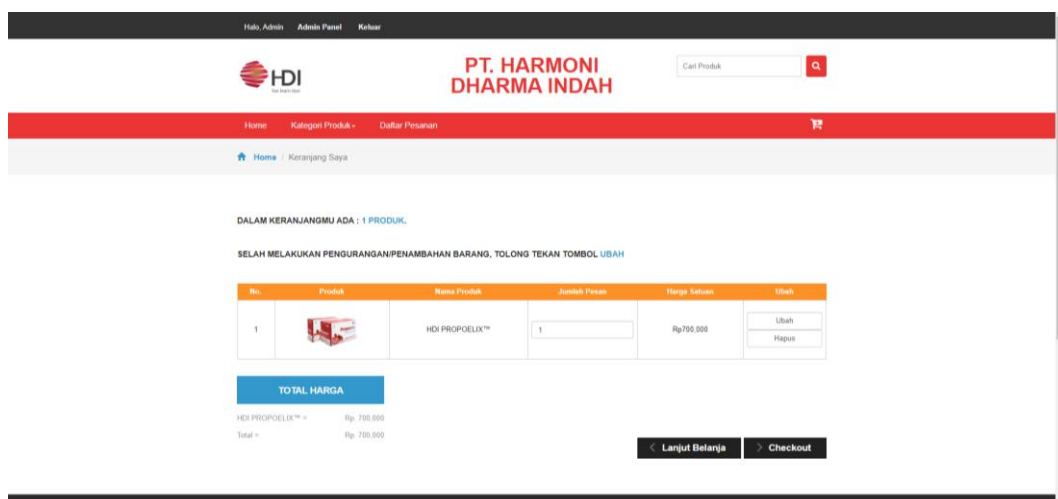 Halo, Admin Admin Panel Keluar
HDI
PT. HARMONI
DHARMA INDAH
Cari Produk
Home Kategori Produk Daftar Pesanan
Home / Keranjang Saya
DALAM KERANJANGMU ADA : 1 PRODUK.
SELAH MELAKUKAN PENGURANGAN/PENAMBAHAN BARANG, TOLONG TEKAN TOMBOL UBAH
No. Produk Nama Produk Jumlah Pesan Harga Satuan Ubah
1 HDI PROPOELIX™ 1 Rp700,000 Ubah
Hapus
TOTAL HARGA
HDI PROPOELIX™ = Rp. 700.000
Total = Rp. 700.000
Lanjut Belanja Checkout